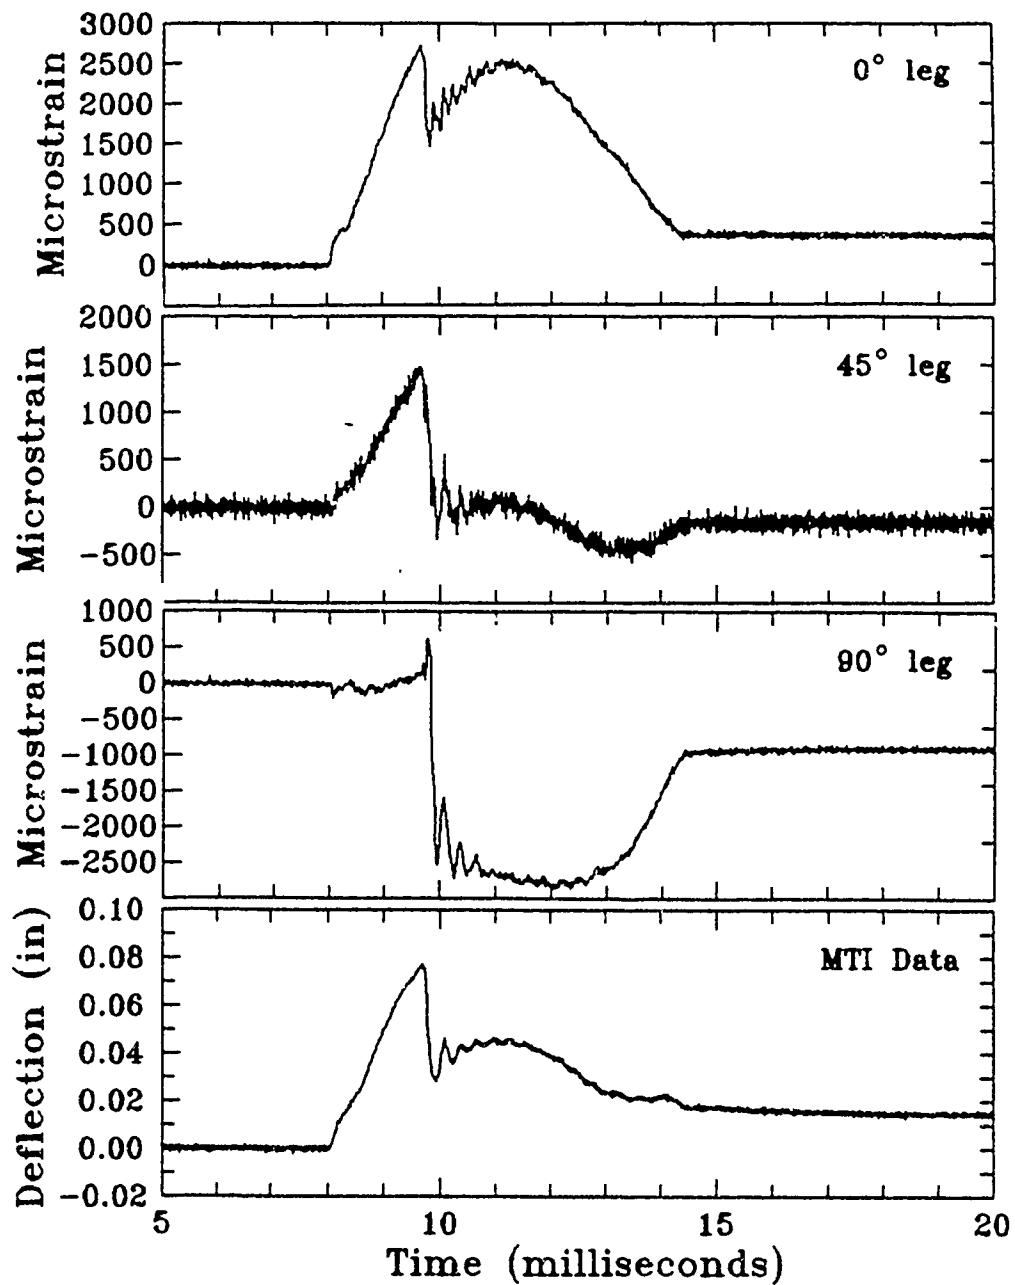 3000
2500
2000
1500
1000
500
0
Microstrain
0° leg
2000
1500
1000
500
0
−500
Microstrain
45° leg
1000
500
0
−500
−1000
−1500
−2000
−2500
Microstrain
90° leg
0.10
0.08
0.06
0.04
0.02
0.00
−0.02
Deflection (in)
MTI Data
5 10 15 20
Time (milliseconds)